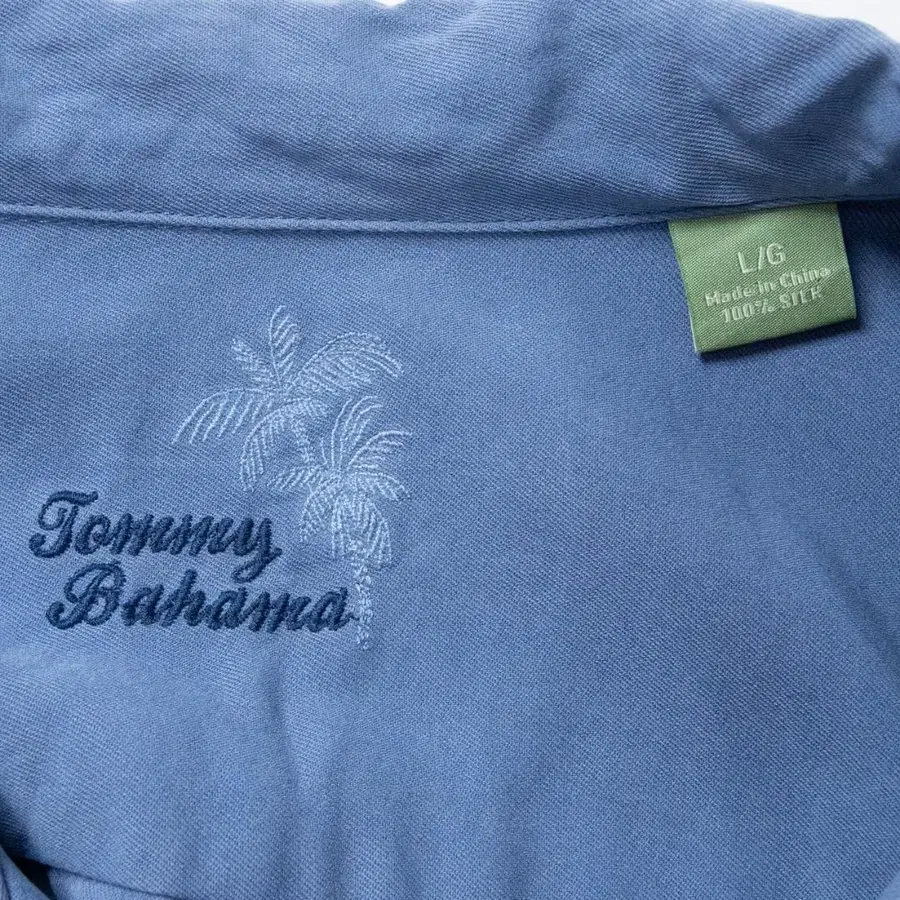 L/G
Made in China
100% SILK
Tommy
Bahama